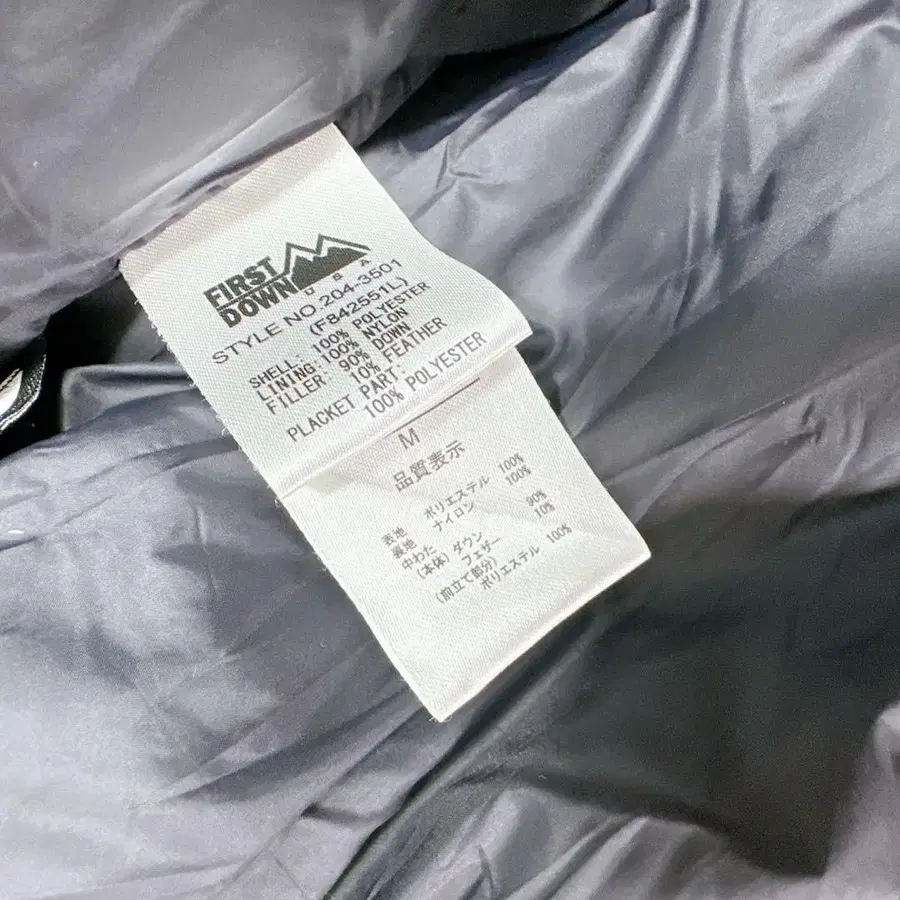 FIRST
DOWN
USA
STYLE NO.204-3501
(F842551L)
SHELL: 100% POLYESTER
LINING:100% NYLON
FILLER: 90% DOWN
10% FEATHER
PLACKET PART:
100% POLYESTER
M
品質表示
表地 ポリエステル 100%
裏地 ナイロン 100%
中わた
(本体) ダウン 90%
フェザー 10%
(前立て部分)
ポリエステル 100%